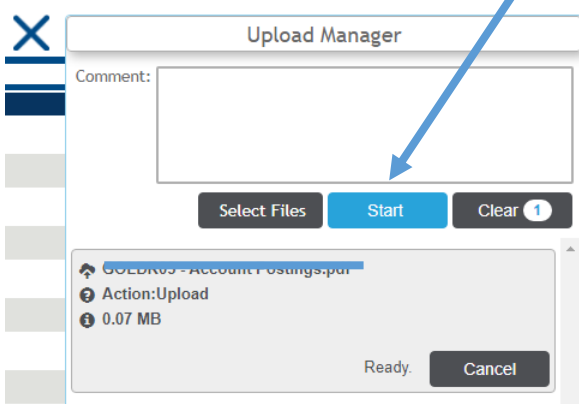 Upload Manager
Comment:
Select Files
Start
Clear 1
- Account Postings.pdf
Action:Upload
0.07 MB
Ready.
Cancel